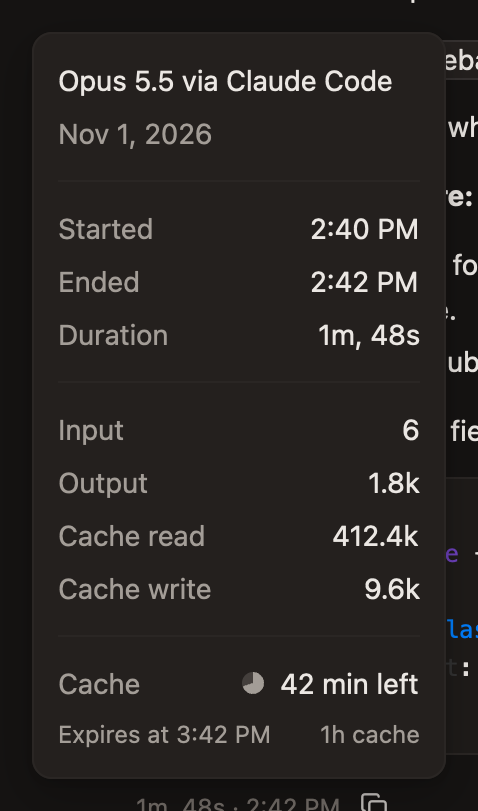 Opus 5.5 via Claude Code
Nov 1, 2026
Started 2:40 PM
Ended 2:42 PM
Duration 1m, 48s
Input 6
Output 1.8k
Cache read 412.4k
Cache write 9.6k
Cache 42 min left
Expires at 3:42 PM 1h cache
1m, 48s · 2:42 PM